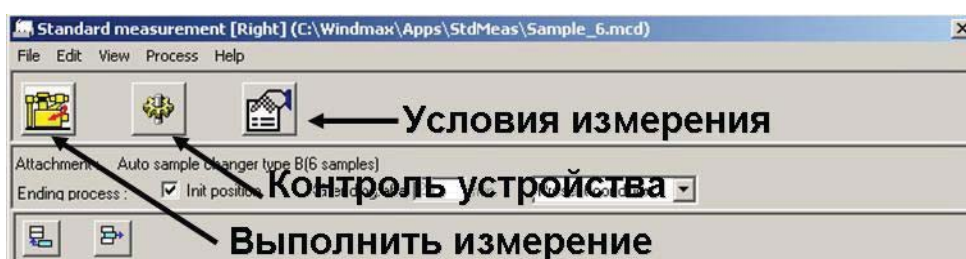 Standard measurement [Right] (C:\Windmax\Apps\StdMeas\Sample_6.mcd)
File Edit View Process Help
Условия измерения
Attachment : Auto sample changer type B(6 samples)
Ending process : Init position
Контроль устройства
Выполнить измерение